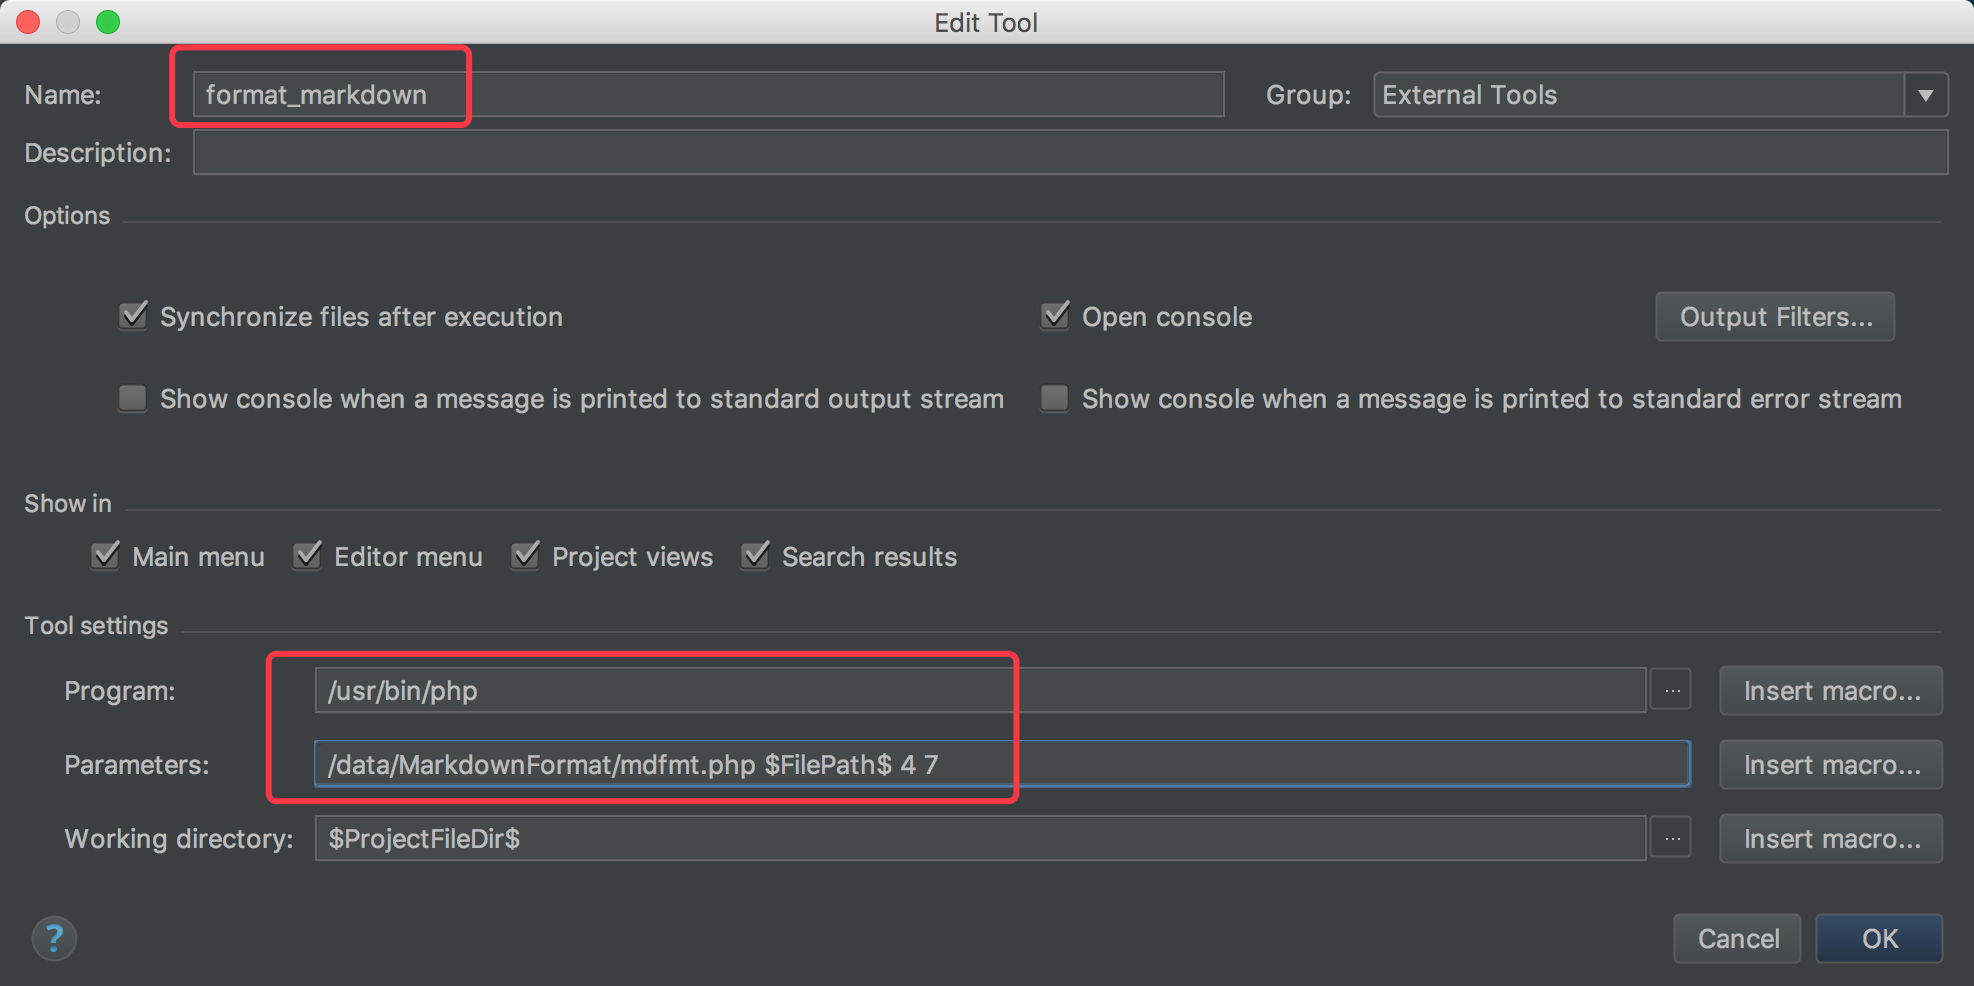 Edit Tool
Name: format_markdown Group: External Tools
Description:
Options
Synchronize files after execution Open console Output Filters...
Show console when a message is printed to standard output stream Show console when a message is printed to standard error stream
Show in
Main menu Editor menu Project views Search results
Tool settings
Program: /usr/bin/php ... Insert macro...
Parameters: /data/MarkdownFormat/mdfmt.php $FilePath$ 4 7 Insert macro...
Working directory: $ProjectFileDir$ ... Insert macro...
? Cancel OK